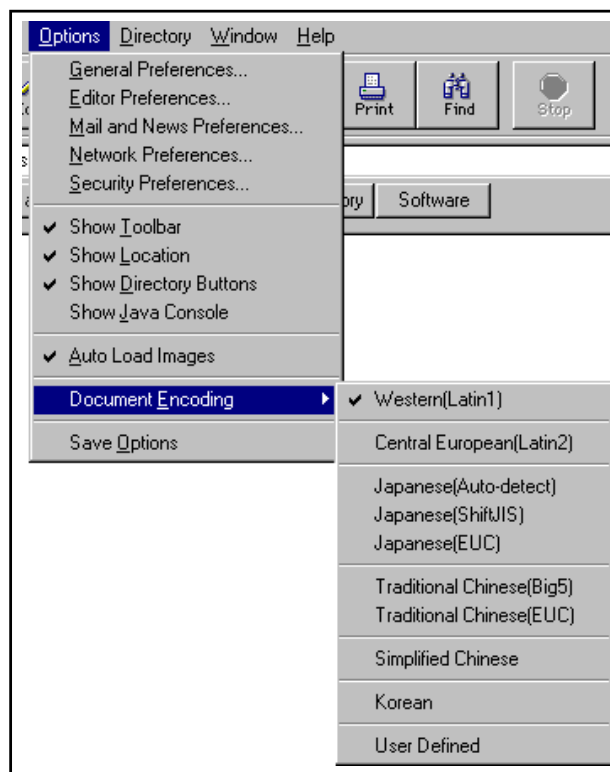 Options Directory Window Help
General Preferences...
Editor Preferences...
Mail and News Preferences...
Network Preferences...
Security Preferences...
Print Find Stop
Software
Show Toolbar
Show Location
Show Directory Buttons
Show Java Console
Auto Load Images
Document Encoding
Save Options
Western(Latin1)
Central European(Latin2)
Japanese(Auto-detect)
Japanese(ShiftJIS)
Japanese(EUC)
Traditional Chinese(Big5)
Traditional Chinese(EUC)
Simplified Chinese
Korean
User Defined